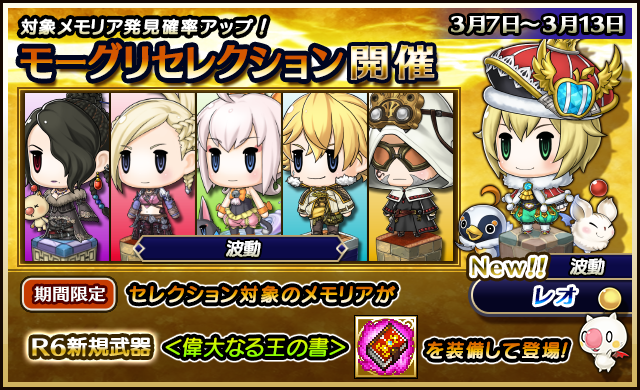 対象メモリア発見確率アップ！
3月7日～3月13日
モーグリセレクション開催
波動
New!!
波動
レオ
期間限定
セレクション対象のメモリアが
R6新規武器
<偉大なる王の書>
を装備して登場!